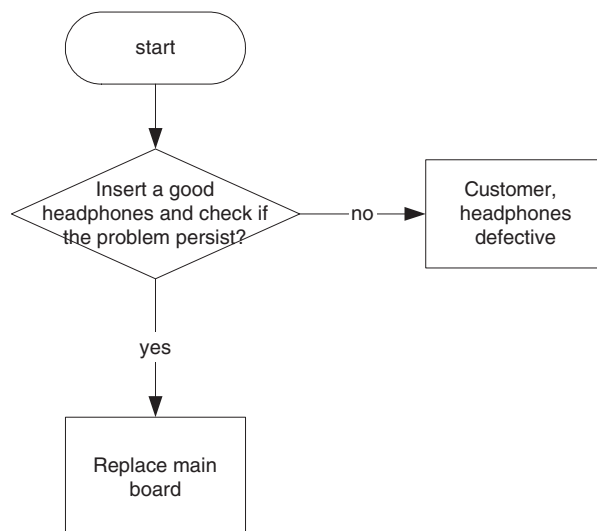 start
Insert a good
headphones and check if
the problem persist?
no
Customer,
headphones
defective
yes
Replace main
board